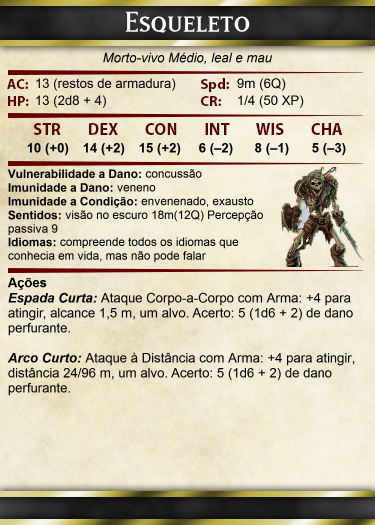 Esqueleto
Morto-vivo Médio, leal e mau
AC: 13 (restos de armadura) Spd: 9m (6Q)
HP: 13 (2d8 + 4) CR: 1/4 (50 XP)
STR DEX CON INT WIS CHA
10 (+0) 14 (+2) 15 (+2) 6 (–2) 8 (–1) 5 (–3)
Vulnerabilidade a Dano: concussão
Imunidade a Dano: veneno
Imunidade a Condição: envenenado, exausto
Sentidos: visão no escuro 18m(12Q) Percepção
passiva 9
Idiomas: compreende todos os idiomas que
conhecia em vida, mas não pode falar
Ações
Espada Curta: Ataque Corpo-a-Corpo com Arma: +4 para
atingir, alcance 1,5 m, um alvo. Acerto: 5 (1d6 + 2) de dano
perfurante.
Arco Curto: Ataque à Distância com Arma: +4 para atingir,
distância 24/96 m, um alvo. Acerto: 5 (1d6 + 2) de dano
perfurante.